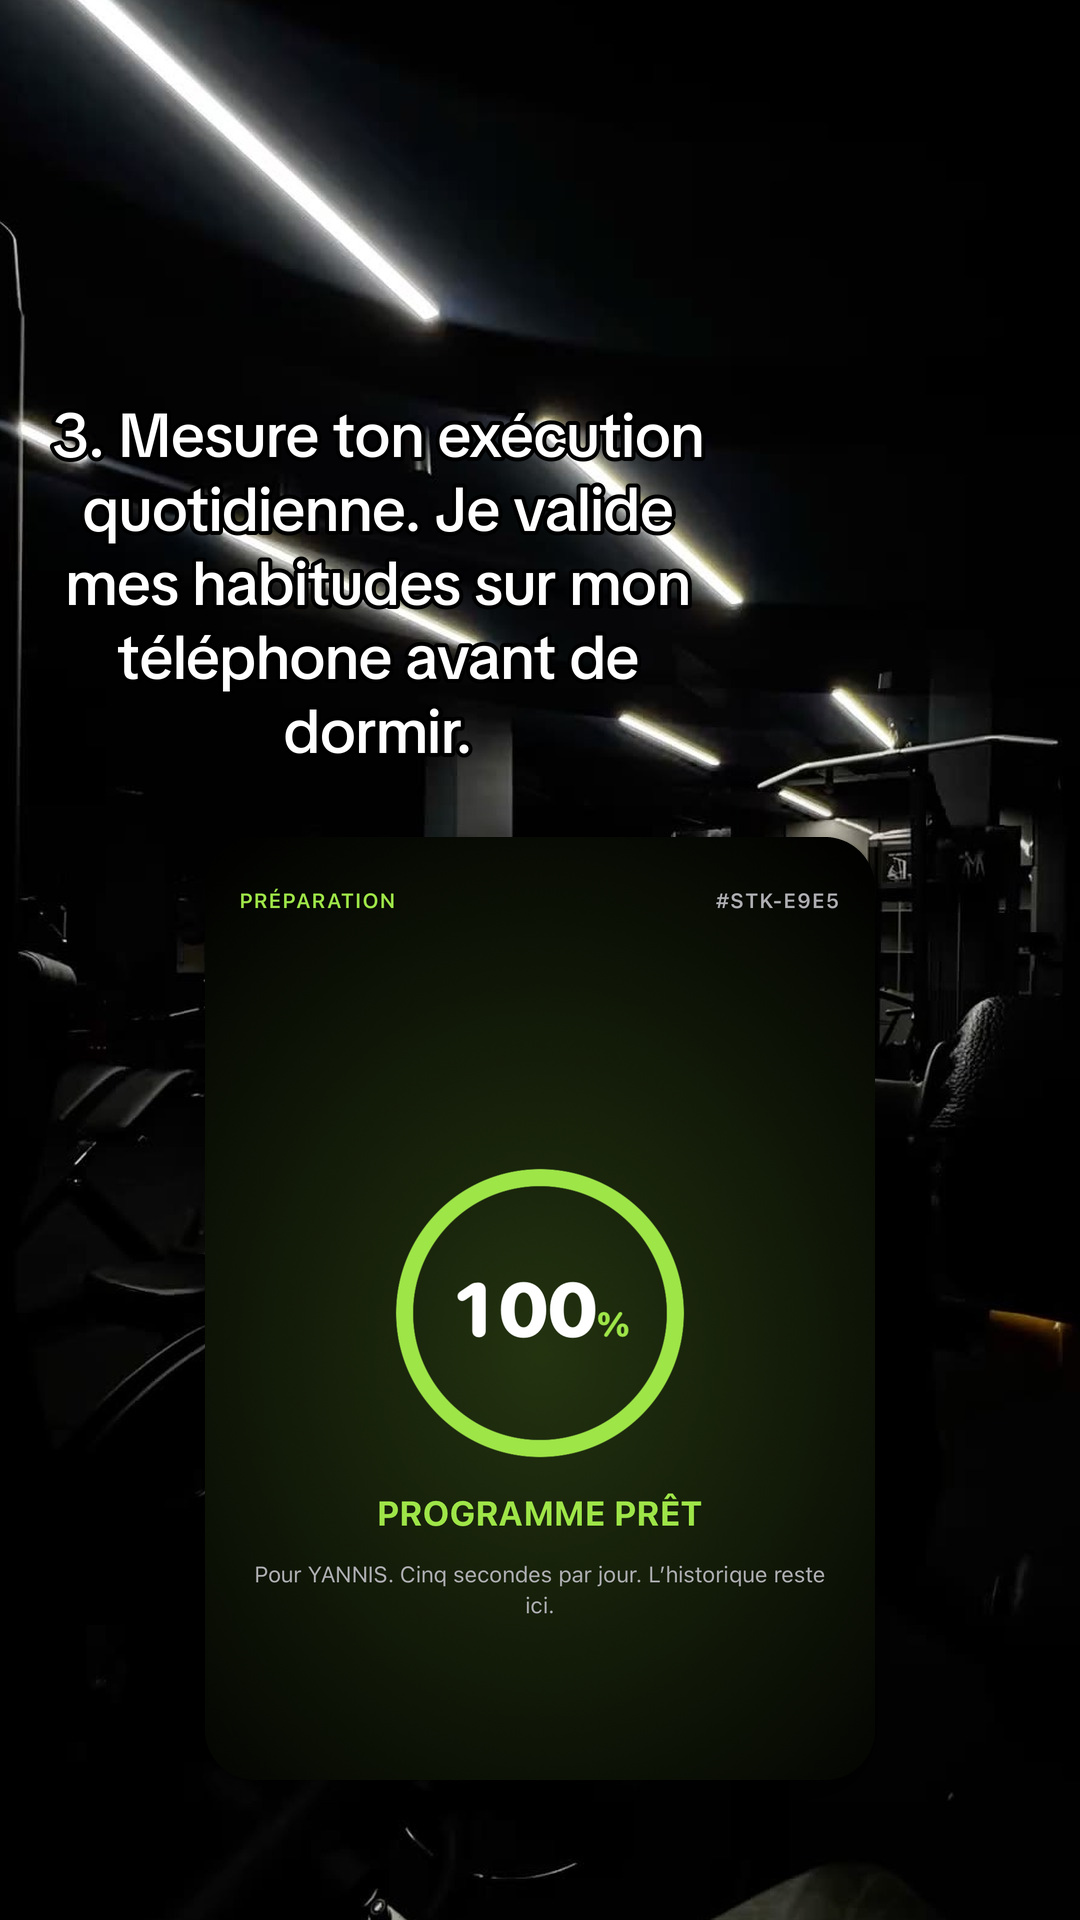 3. Mesure ton exécution
quotidienne. Je valide
mes habitudes sur mon
téléphone avant de
dormir.
PRÉPARATION
#STK-E9E5
100%
PROGRAMME PRÊT
Pour YANNIS. Cinq secondes par jour. L’historique reste
ici.